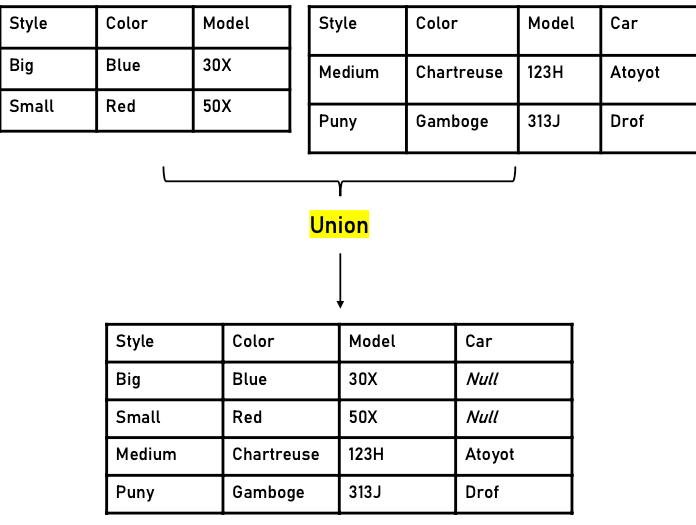 Style Color Model
Big Blue 30X
Small Red 50X
Style Color Model Car
Medium Chartreuse 123H Atoyot
Puny Gamboge 313J Drof
Union
Style Color Model Car
Big Blue 30X Null
Small Red 50X Null
Medium Chartreuse 123H Atoyot
Puny Gamboge 313J Drof